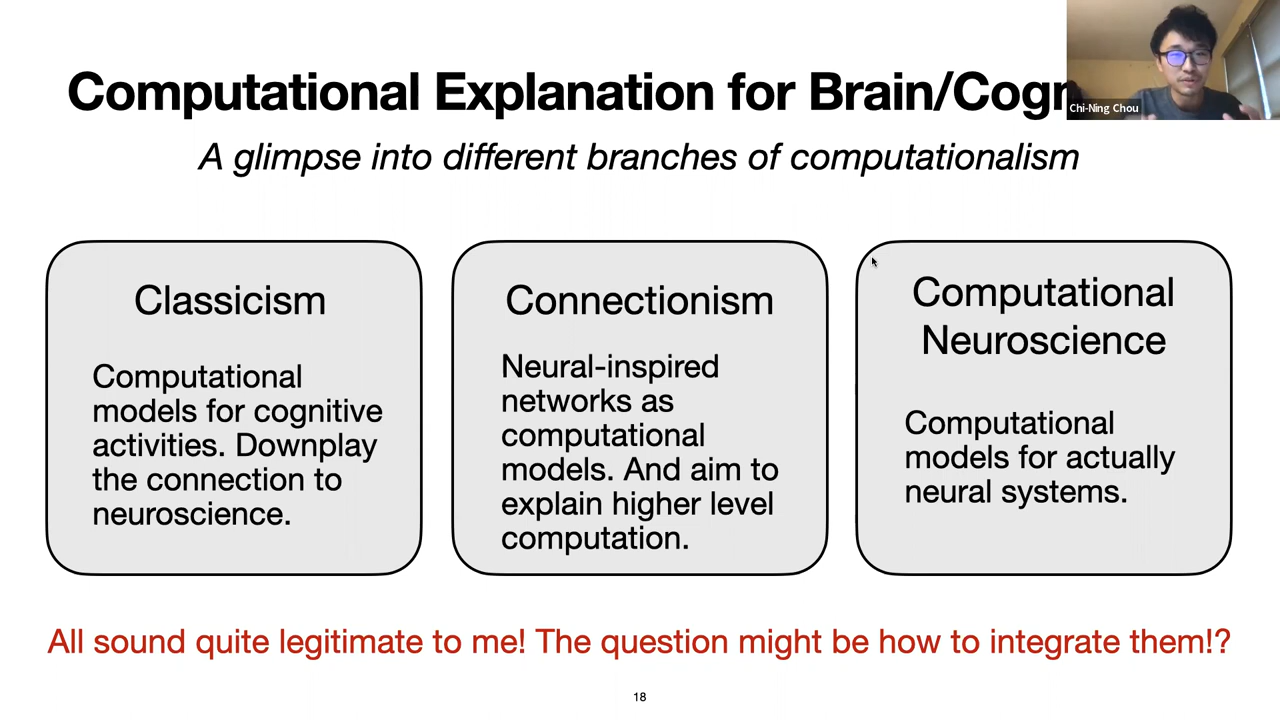 Computational Explanation for Brain/Cogn
Chi-Ning Chou
A glimpse into different branches of computationalism
Classicism
Computational
models for cognitive
activities. Downplay
the connection to
neuroscience.
Connectionism
Neural-inspired
networks as
computational
models. And aim to
explain higher level
computation.
Computational
Neuroscience
Computational
models for actually
neural systems.
All sound quite legitimate to me! The question might be how to integrate them!?
18